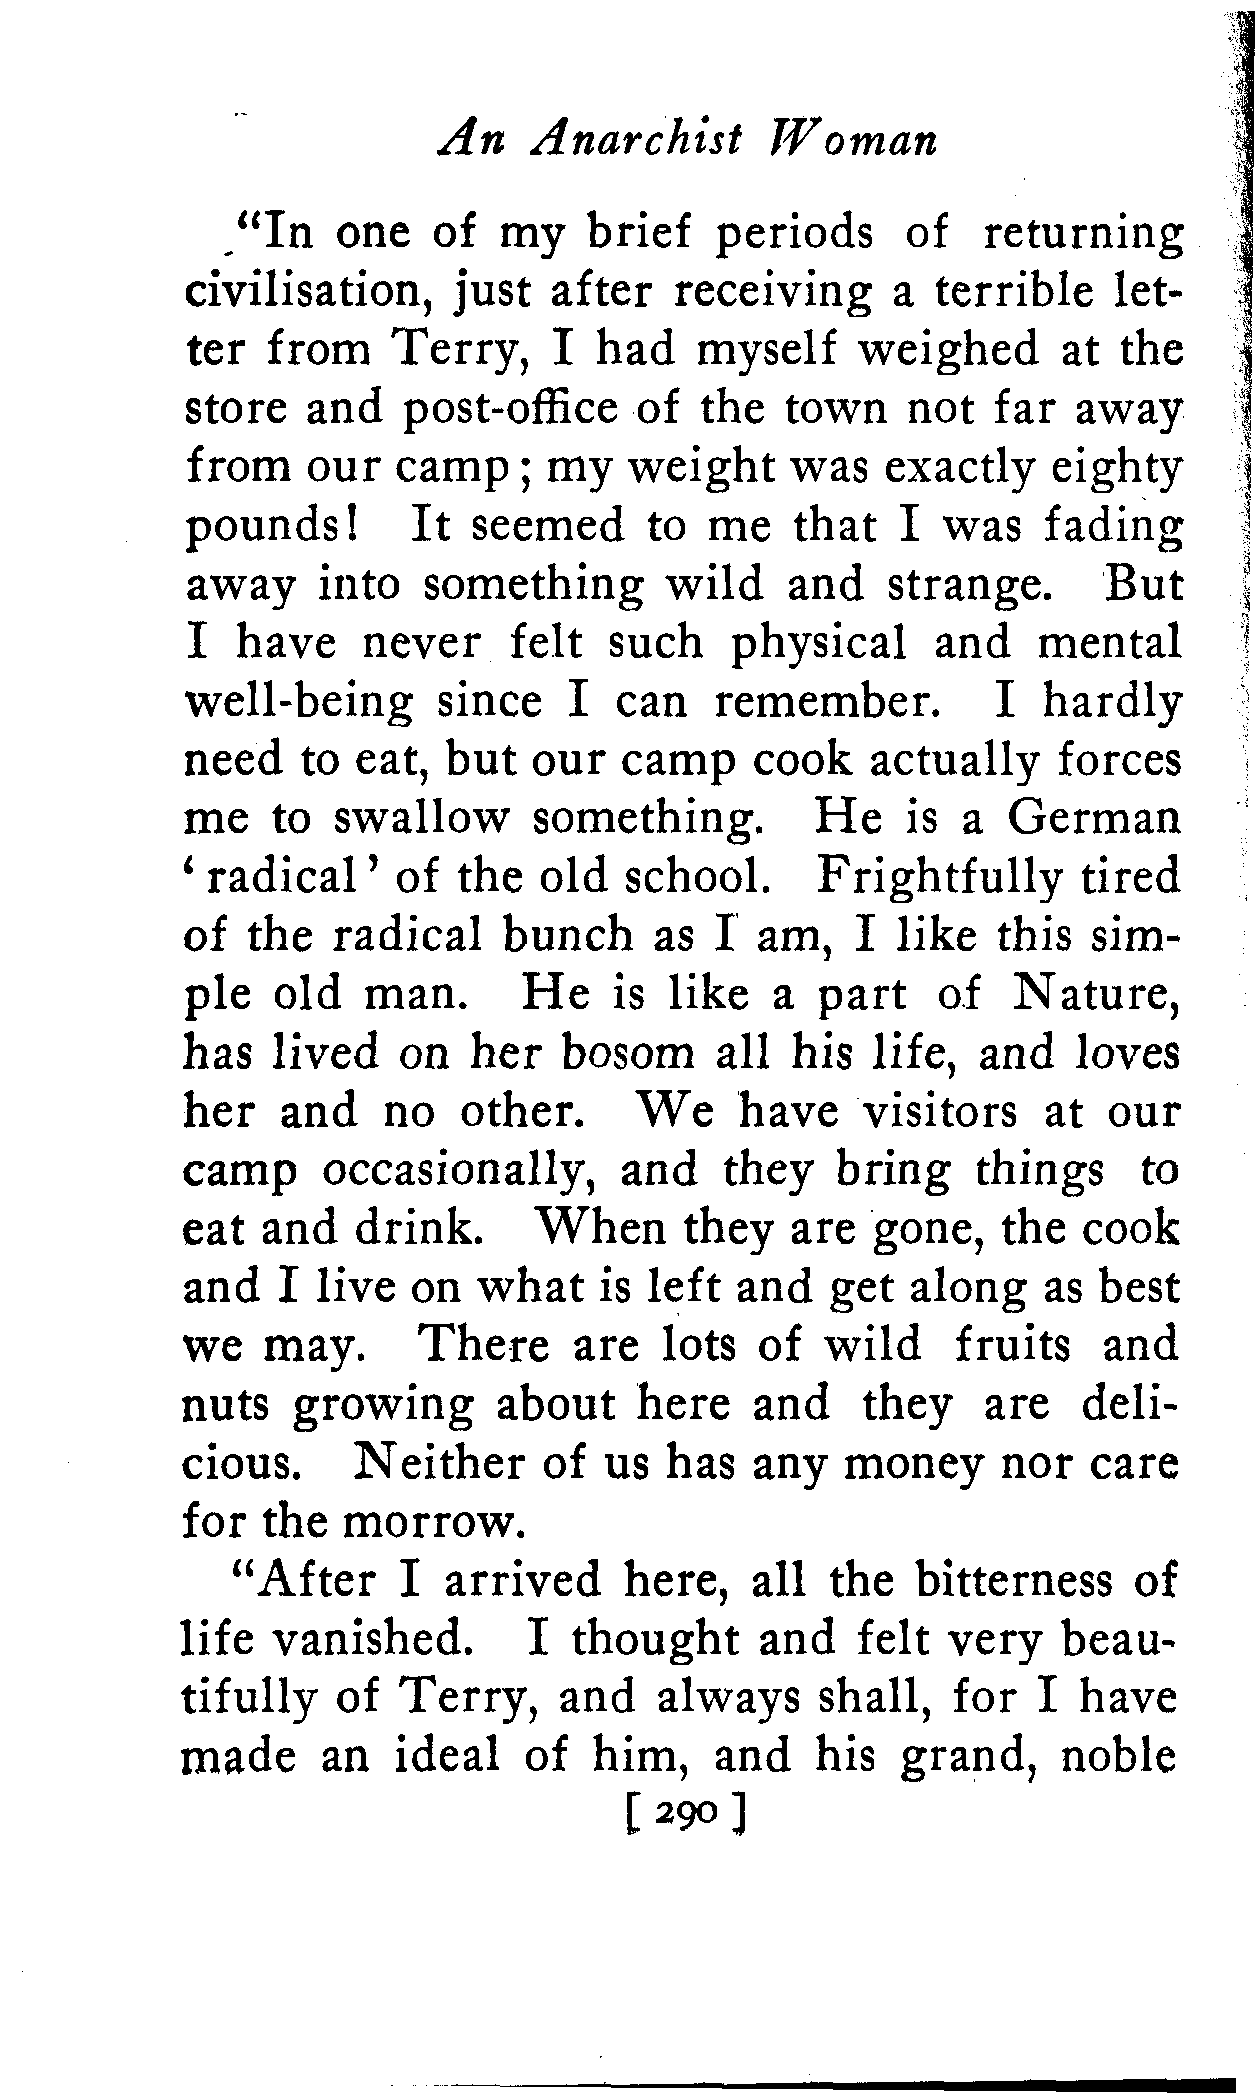 An Anarchist Woman
"In one of my brief periods of returning
civilisation, just after receiving a terrible let-
ter from Terry, I had myself weighed at the
store and post-office of the town not far away
from our camp; my weight was exactly eighty
pounds! It seemed to me that I was fading
away into something wild and strange. But
I have never felt such physical and mental
well-being since I can remember. I hardly
need to eat, but our camp cook actually forces
me to swallow something. He is a German
'radical' of the old school. Frightfully tired
of the radical bunch as I am, I like this sim-
ple old man. He is like a part of Nature,
has lived on her bosom all his life, and loves
her and no other. We have visitors at our
camp occasionally, and they bring things to
eat and drink. When they are gone, the cook
and I live on what is left and get along as best
we may. There are lots of wild fruits and
nuts growing about here and they are deli-
cious. Neither of us has any money nor care
for the morrow.
"After I arrived here, all the bitterness of
life vanished. I thought and felt very beau-
tifully of Terry, and always shall, for I have
made an ideal of him, and his grand, noble
[ 290 ]